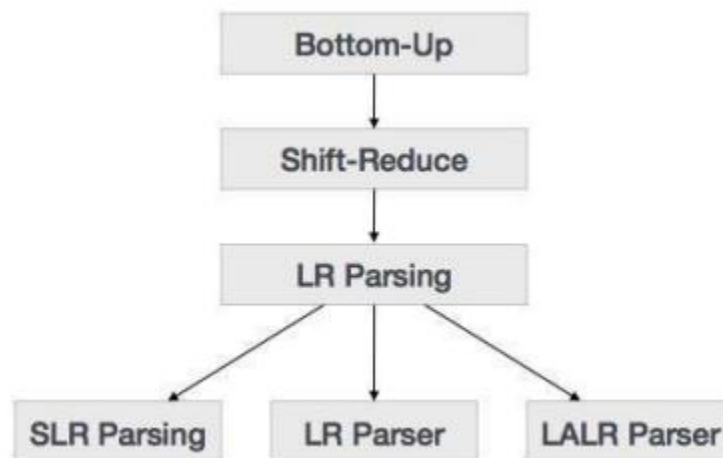 Bottom-Up
Shift-Reduce
LR Parsing
SLR Parsing
LR Parser
LALR Parser